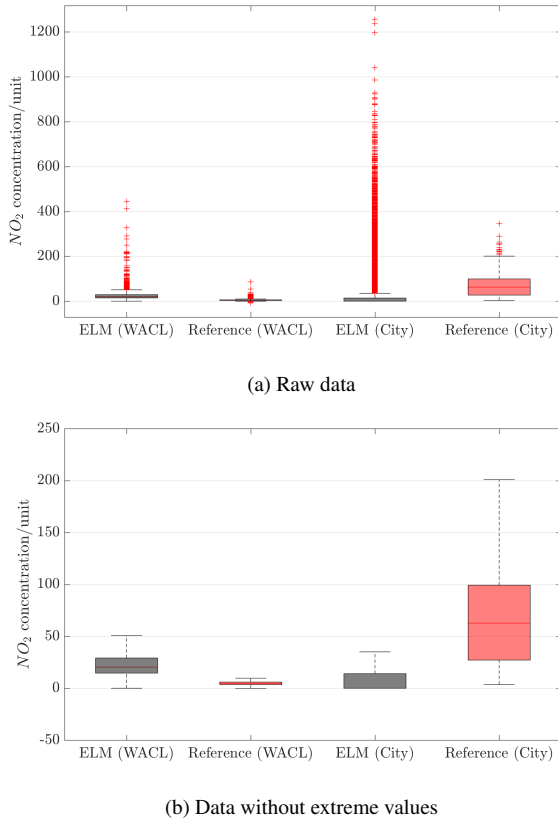 1200
1000
800
600
400
200
0
NO2 concentration/unit
ELM (WACL) Reference (WACL) ELM (City) Reference (City)
(a) Raw data
250
200
150
100
50
0
-50
NO2 concentration/unit
ELM (WACL) Reference (WACL) ELM (City) Reference (City)
(b) Data without extreme values